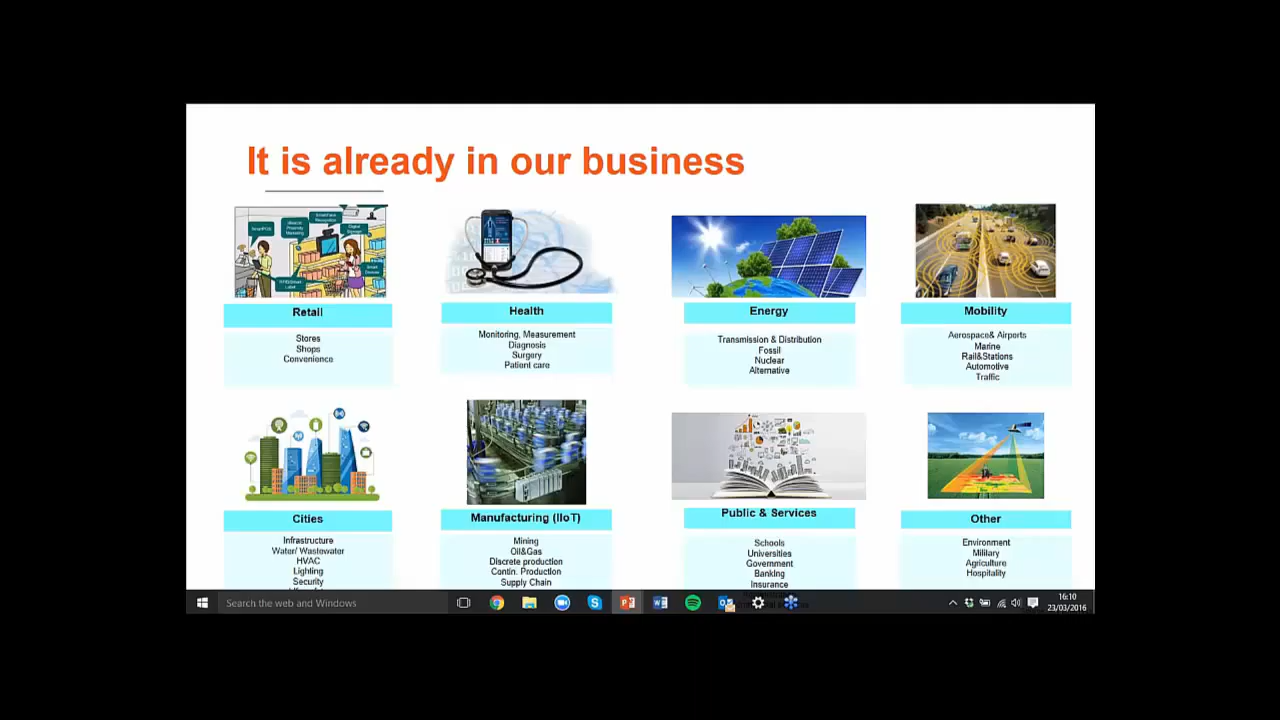 It is already in our business
SmartPOS
Retail
Stores
Shops
Convenience
Health
Monitoring, Measurement
Diagnosis
Surgery
Patient care
Energy
Transmission & Distribution
Fossil
Nuclear
Alternative
Mobility
Aerospace& Airports
Marine
Rail&Stations
Automotive
Traffic
Cities
Infrastructure
Water/ Wastewater
HVAC
Lighting
Security
Manufacturing (IIoT)
Mining
Oil&Gas
Discrete production
Contin. Production
Supply Chain
Public & Services
Schools
Universities
Government
Banking
Insurance
Other
Environment
Military
Agriculture
Hospitality
Search the web and Windows
16:10
23/03/2016